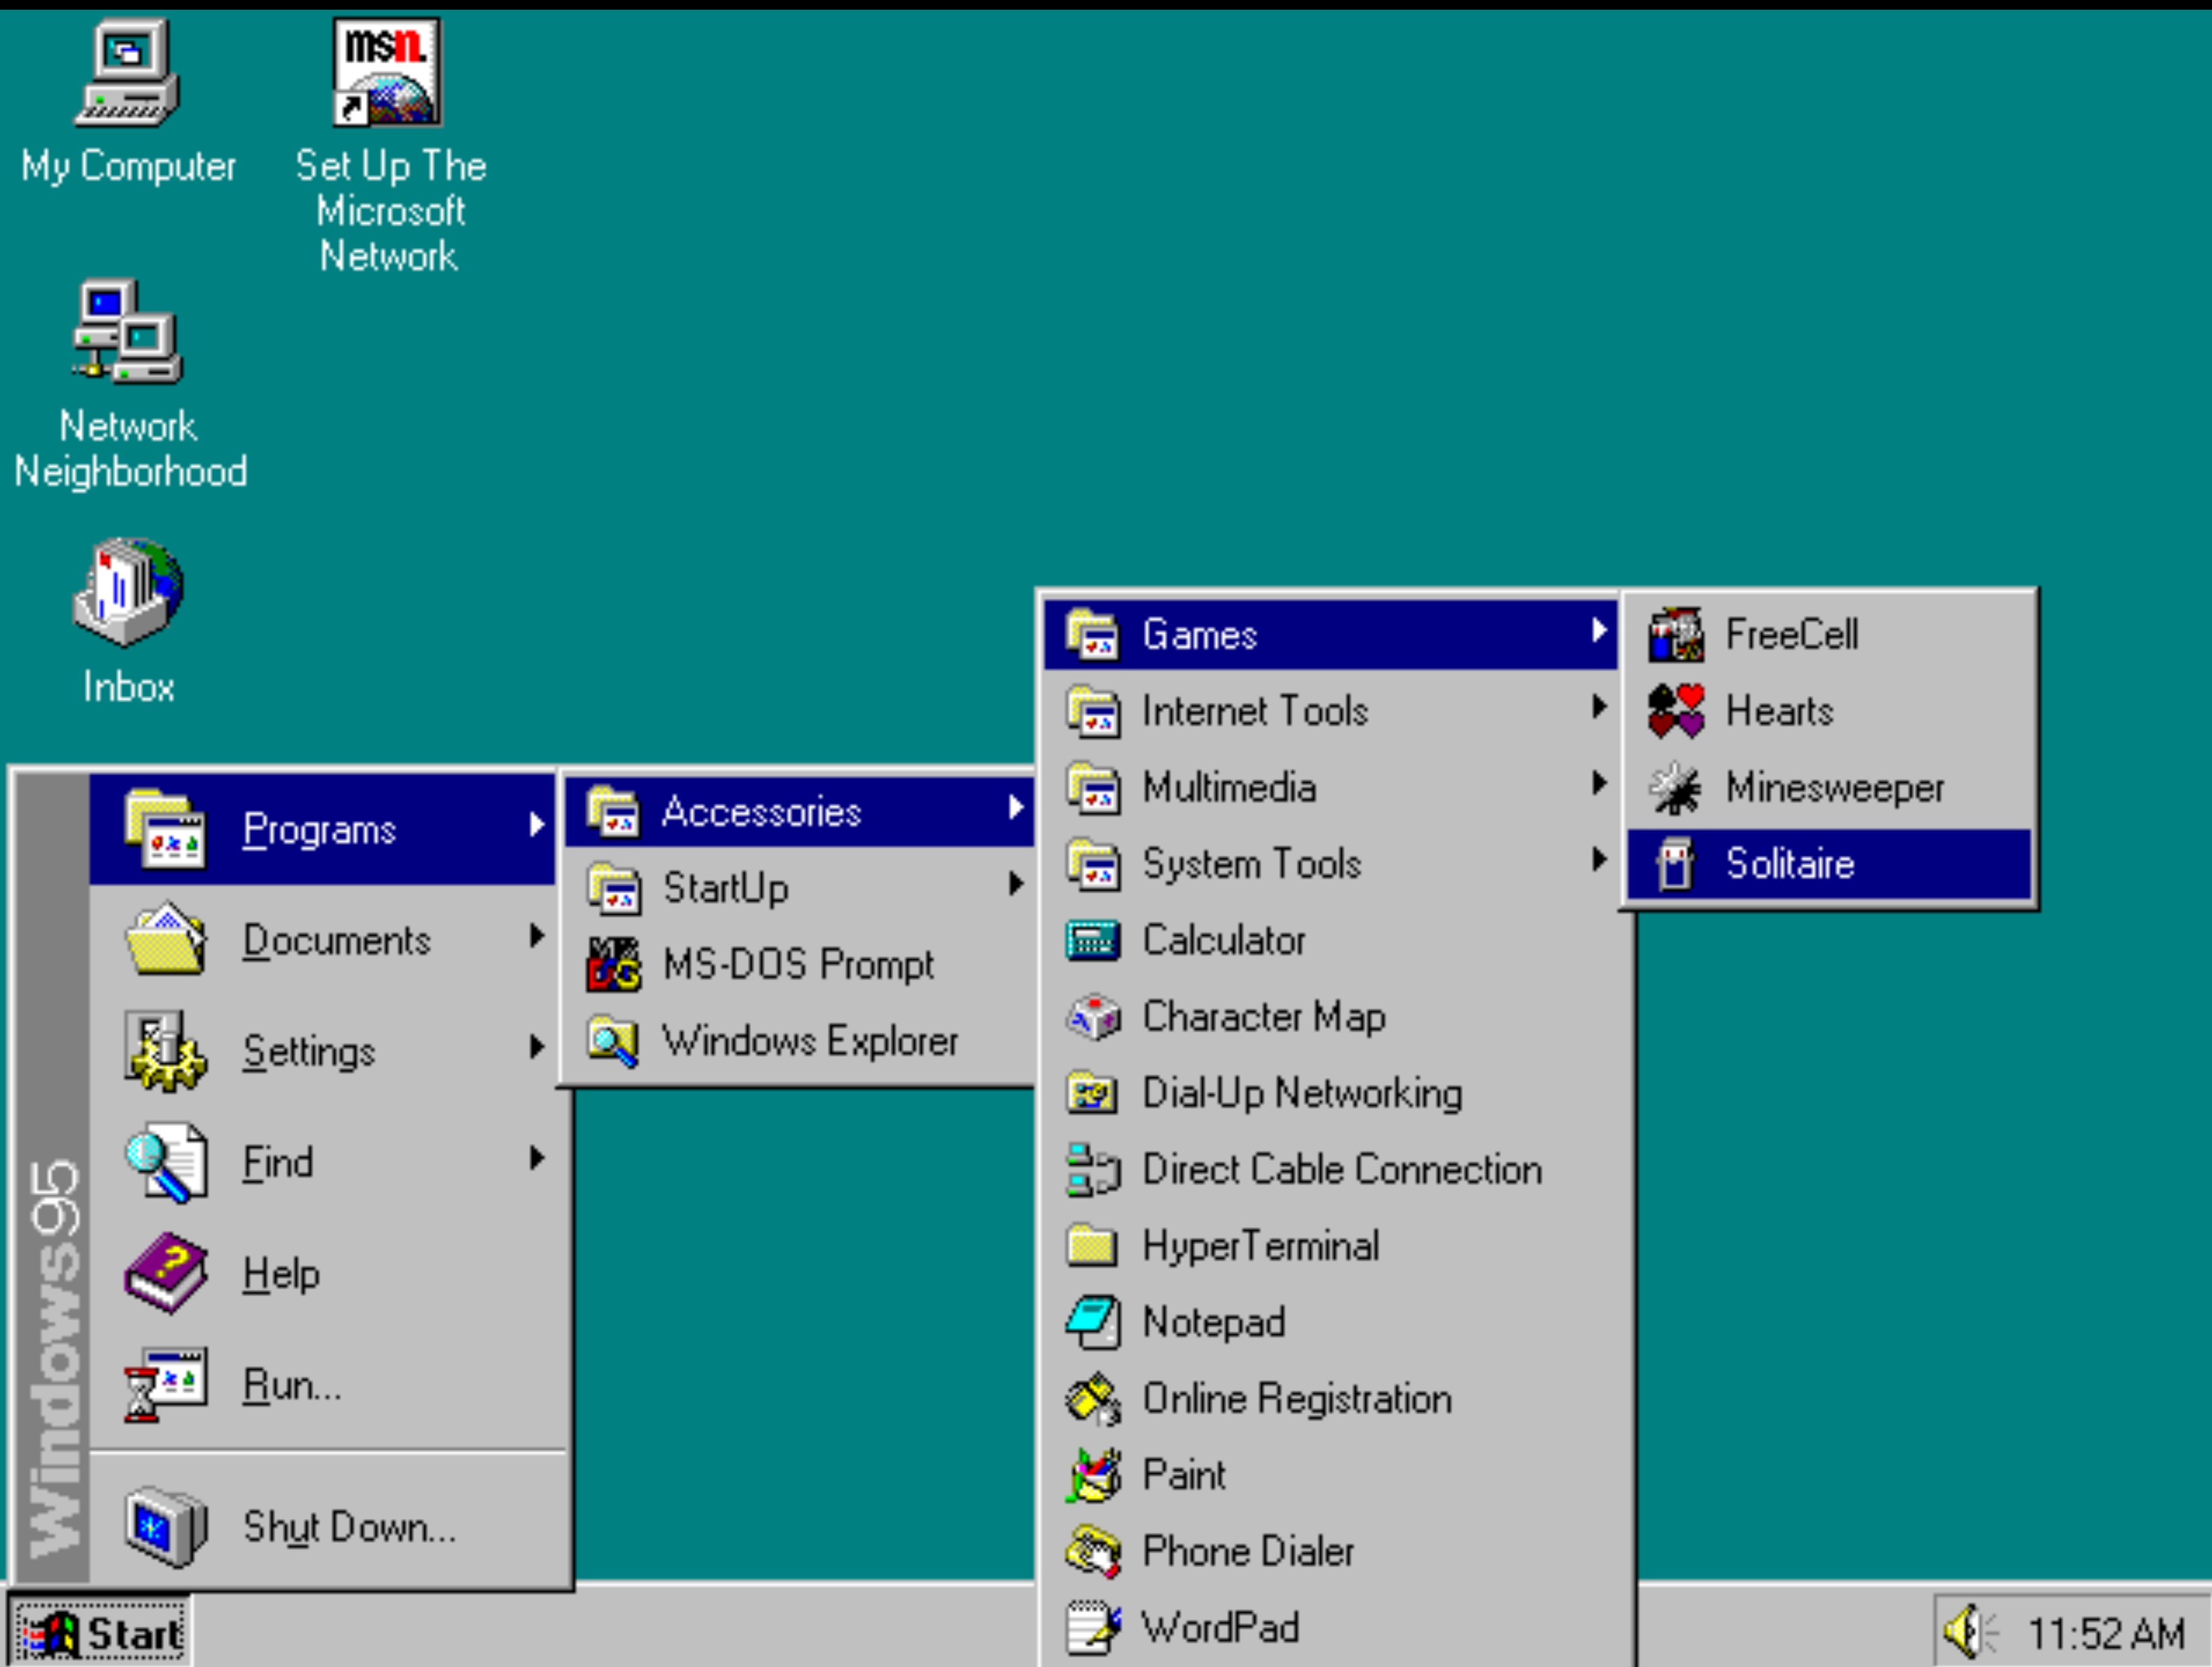 msn.
My Computer
Set Up The
Microsoft
Network
Network
Neighborhood
Inbox
Programs
Documents
Settings
Find
Help
Run...
Shut Down...
Windows95
Accessories
StartUp
MS-DOS Prompt
Windows Explorer
Games
Internet Tools
Multimedia
System Tools
Calculator
Character Map
Dial-Up Networking
Direct Cable Connection
HyperTerminal
Notepad
Online Registration
Paint
Phone Dialer
WordPad
FreeCell
Hearts
Minesweeper
Solitaire
Start
11:52 AM